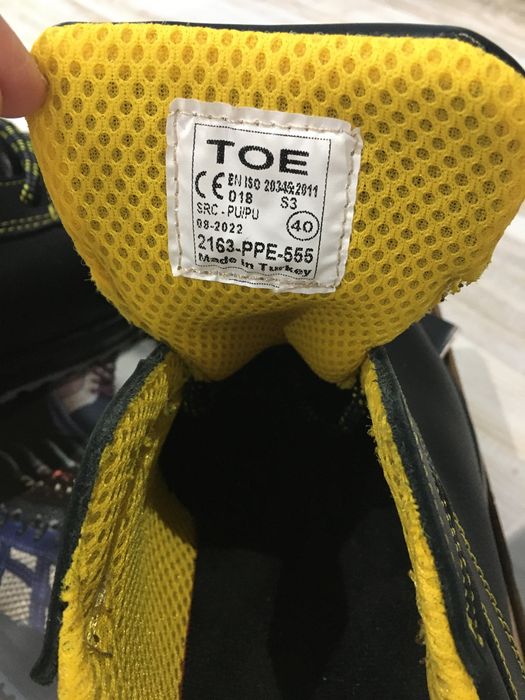 TOE
CE EN ISO 20345:2011
018 S3
SRC - PU/PU
08-2022 40
2163-PPE-555
Made in Turkey